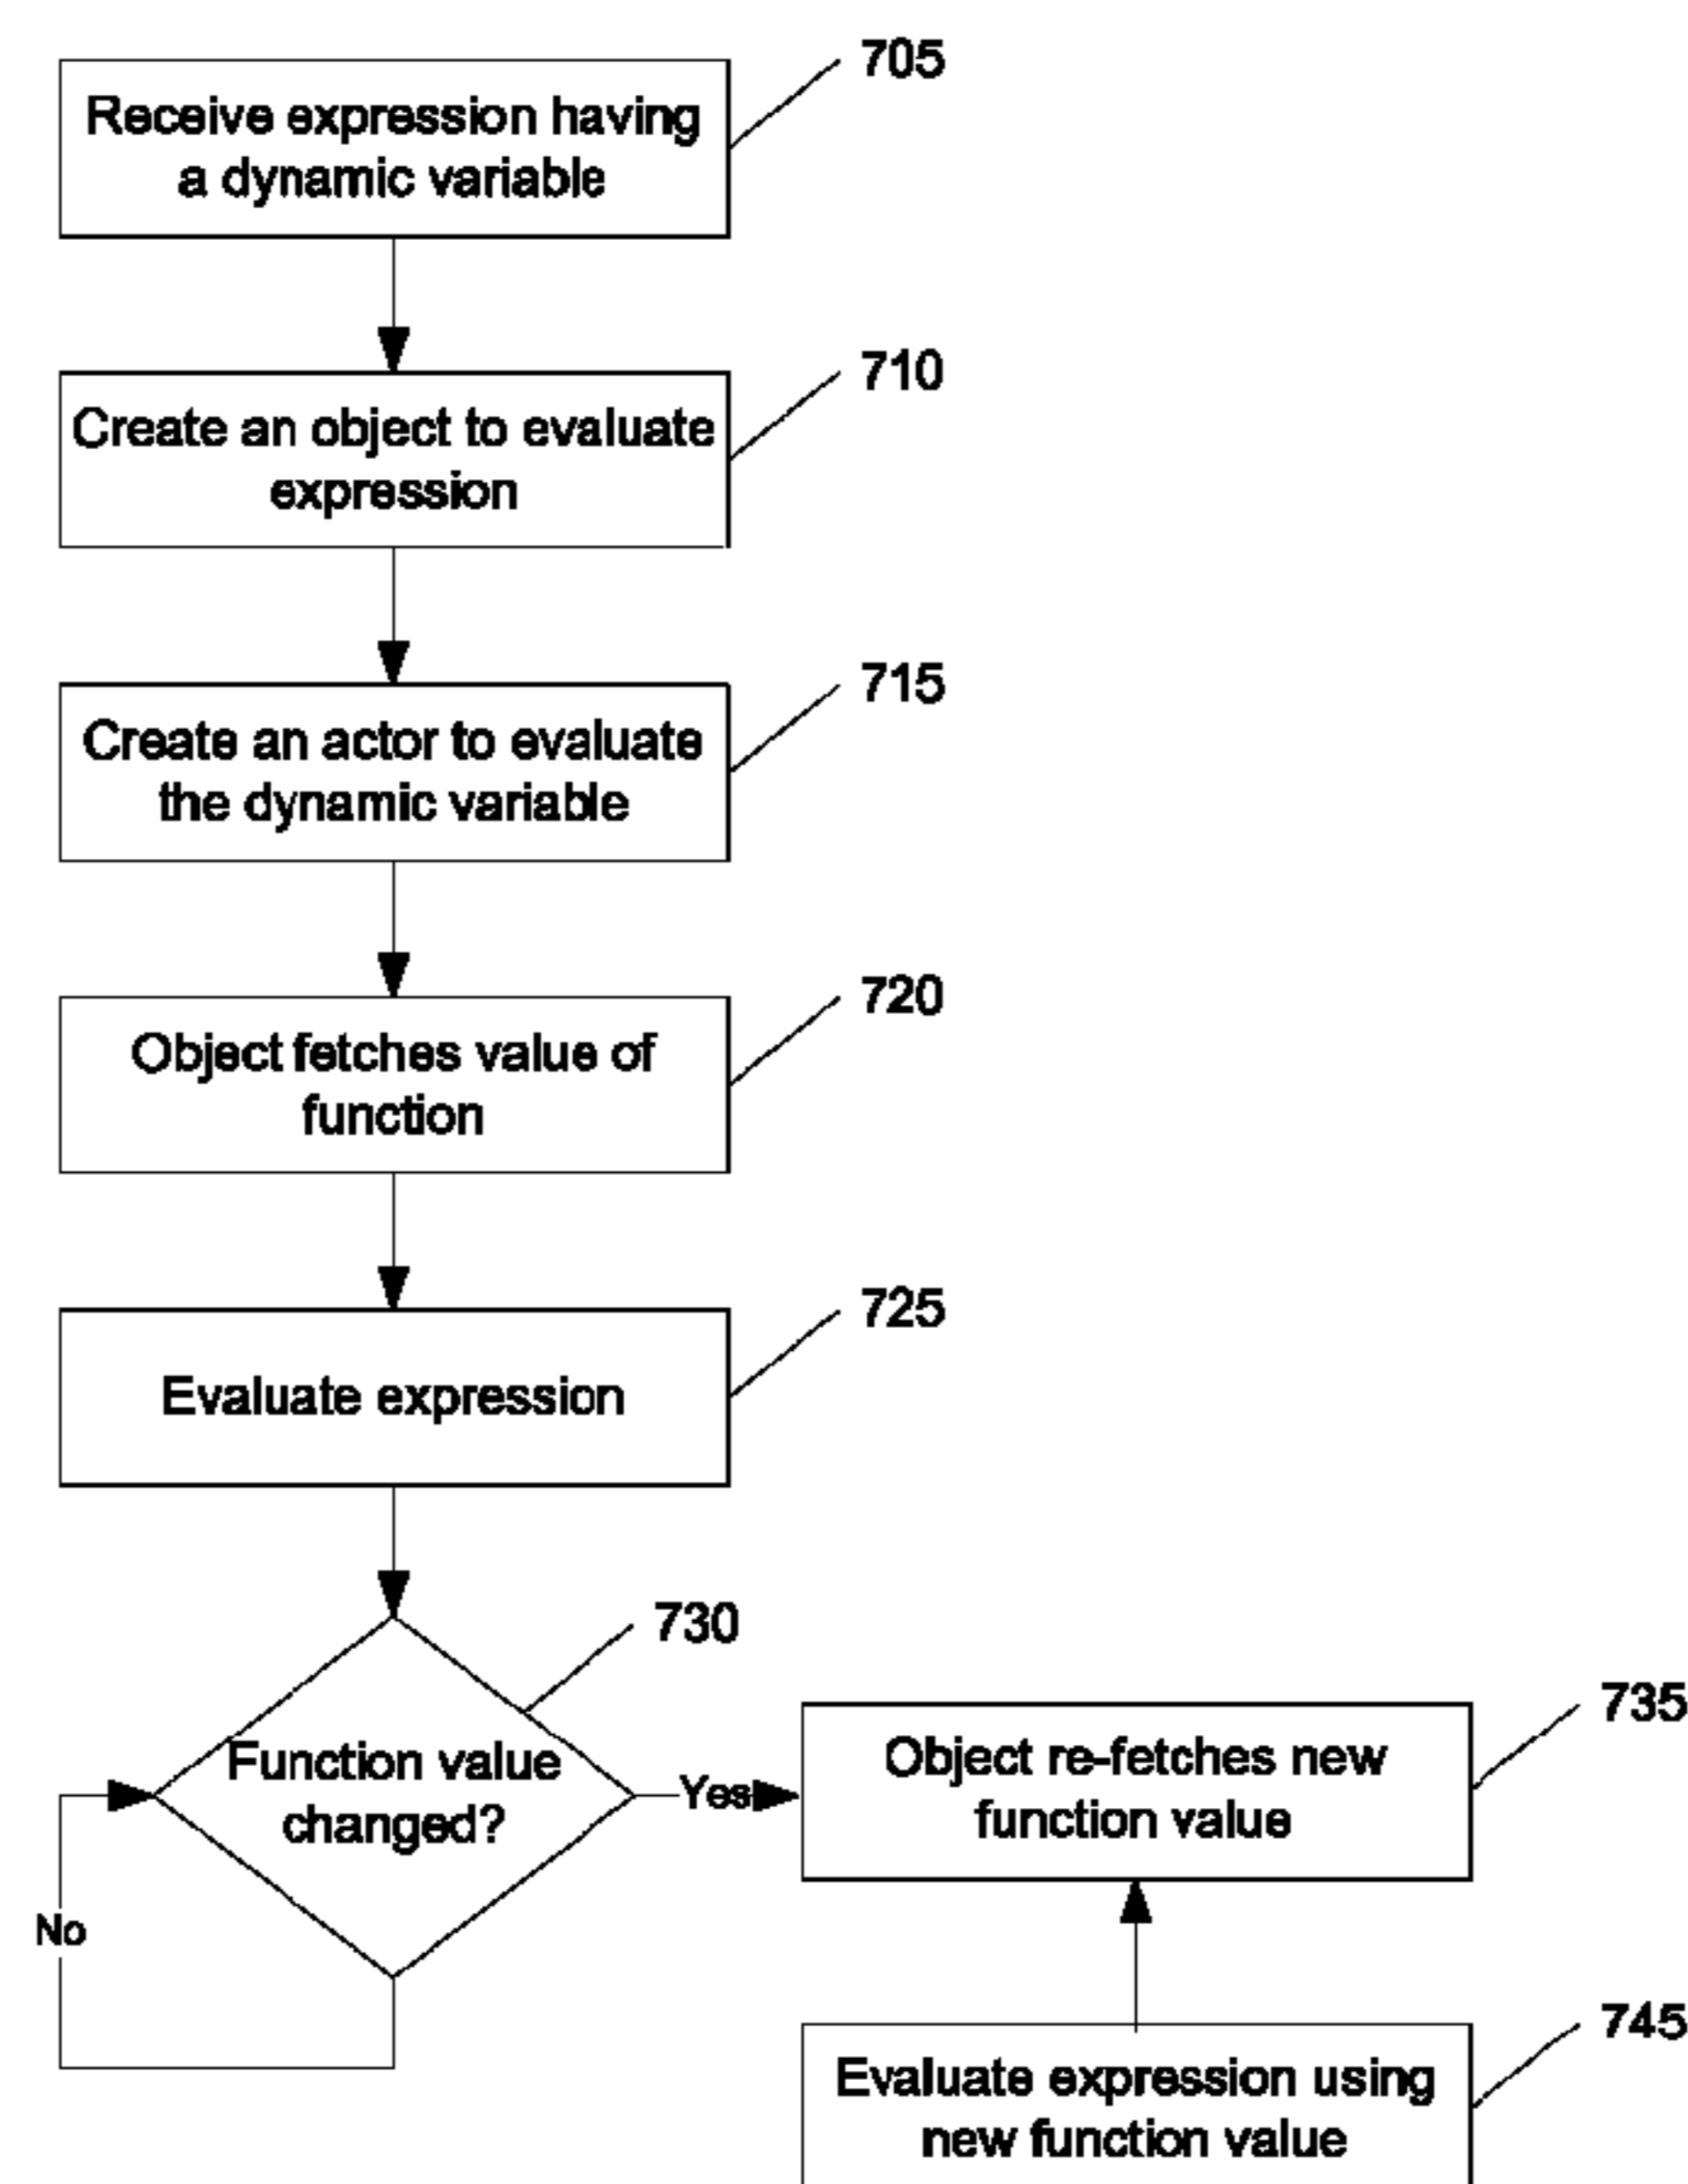 705
Receive expression having
a dynamic variable
710
Create an object to evaluate
expression
715
Create an actor to evaluate
the dynamic variable
720
Object fetches value of
function
725
Evaluate expression
730
Function value
changed?
Yes
No
735
Object re-fetches new
function value
745
Evaluate expression using
new function value